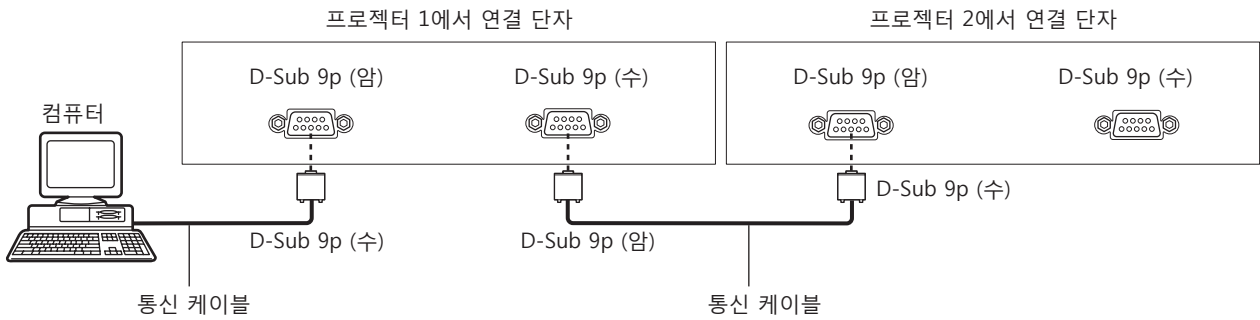 프로젝터 1에서 연결 단자
프로젝터 2에서 연결 단자
D-Sub 9p (암)
D-Sub 9p (수)
D-Sub 9p (암)
D-Sub 9p (수)
컴퓨터
D-Sub 9p (수)
D-Sub 9p (수)
D-Sub 9p (암)
통신 케이블
통신 케이블